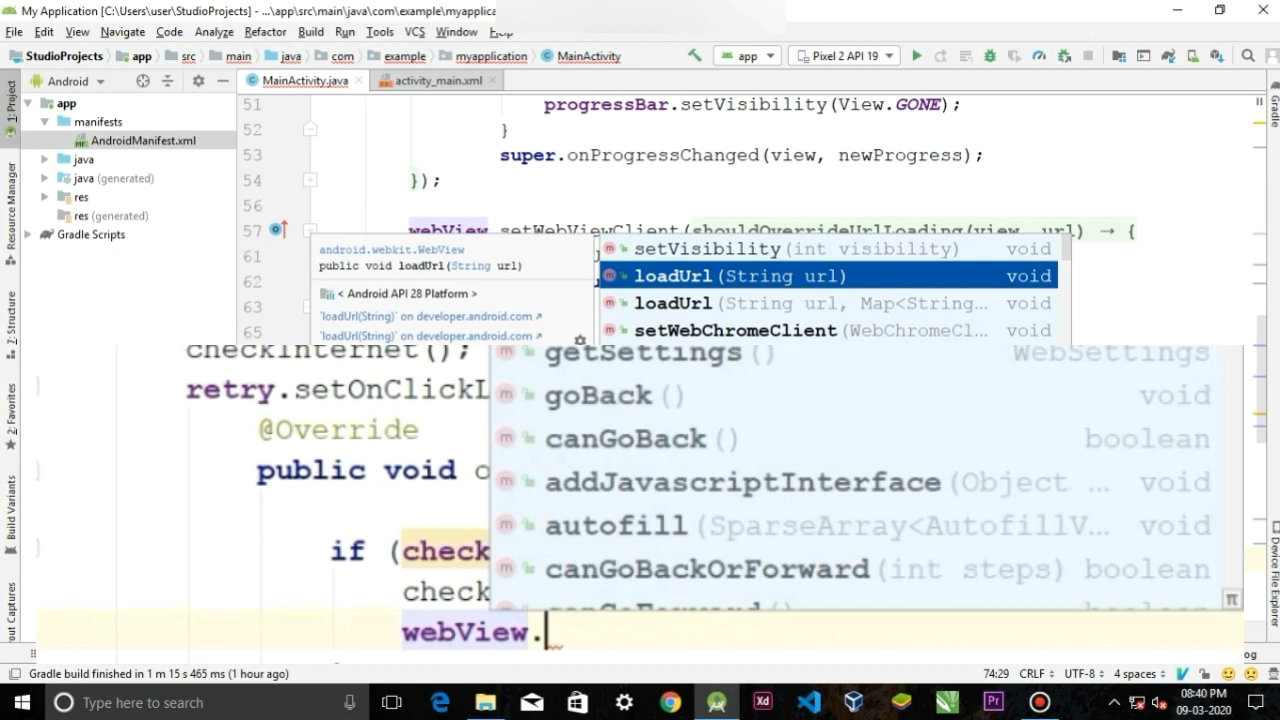 My Application [C:\Users\user\StudioProjects] - ...\app\src\main\java\com\example\myapplica
File Edit View Navigate Code Analyze Refactor Build Run Tools VCS Window
StudioProjects app src main java com example myapplication MainActivity
app Pixel 2 API 19
Android
MainActivity.java activity_main.xml
1: Project
Resource Manager
Z: Structure
2: Favorites
Build Variants
out Captures
app
manifests
AndroidManifest.xml
java
java (generated)
res
res (generated)
Gradle Scripts
51 progressBar.setVisibility(View.GONE);
52 }
53 super.onProgressChanged(view, newProgress);
54 });
56
57 webView.setWebViewClient(shouldOverrideUrlLoading(view, url) → {
61
62
63
65
android.webkit.WebView
public void loadUrl(String url)
< Android API 28 Platform >
`loadUrl(String)` on developer.android.com
`loadUrl(String)` on developer.android.com
setVisibility(int visibility) void
loadUrl(String url) void
loadUrl(String url, Map<String... void
setWebChromeClient(WebChromeCl... void
getSettings() WebSettings
goBack() void
canGoBack() boolean
addJavascriptInterface(Object ... void
autofill(SparseArray<AutofillV... void
canGoBackOrForward(int steps) boolean
canGoForward() boolean
checkInternet();
retry.setOnClickL
@Override
public void o
if (check
check
webView.
Gradle
Device File Explorer
og
Gradle build finished in 1 m 15 s 465 ms (1 hour ago) 74:29 CRLF UTF-8 4 spaces
Type here to search
08:40 PM
09-03-2020